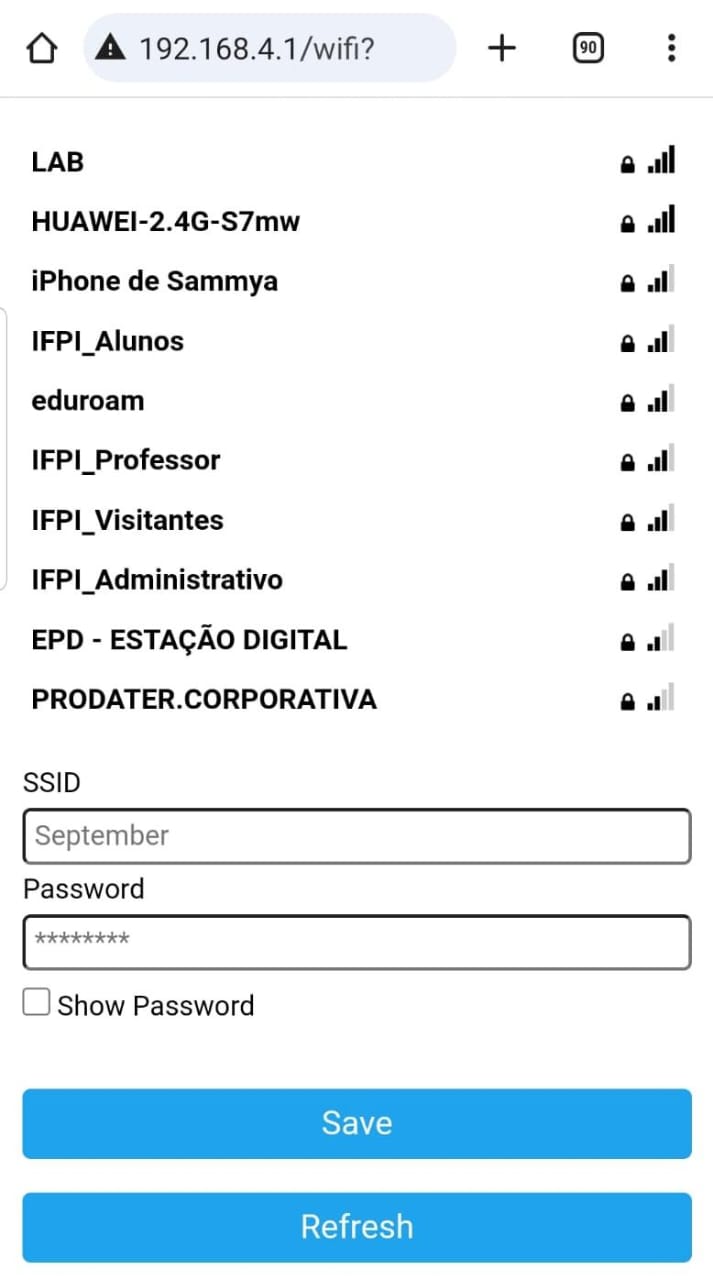 192.168.4.1/wifi?
90
LAB
HUAWEI-2.4G-S7mw
iPhone de Sammya
IFPI_Alunos
eduroam
IFPI_Professor
IFPI_Visitantes
IFPI_Administrativo
EPD - ESTAÇÃO DIGITAL
PRODATER.CORPORATIVA
SSID
September
Password
********
Show Password
Save
Refresh